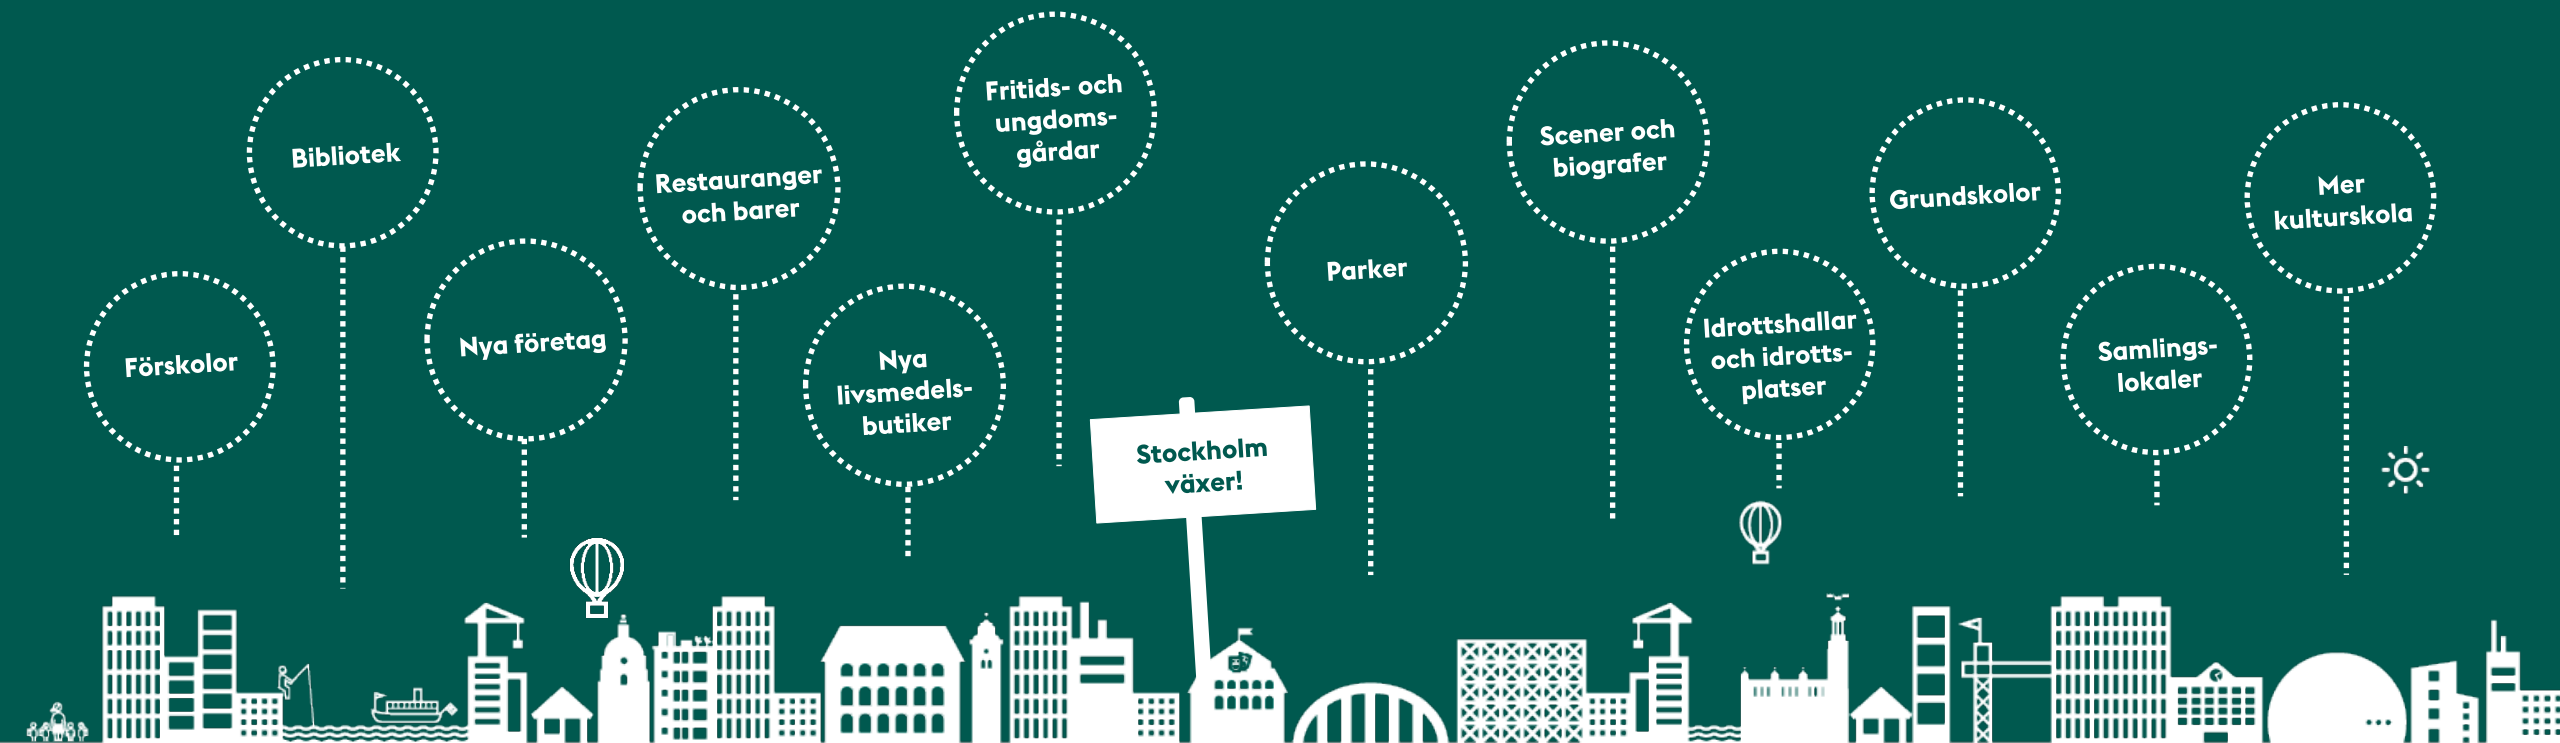 Förskolor
Bibliotek
Nya företag
Restauranger
och barer
Nya
livsmedels-
butiker
Fritids- och
ungdoms-
gårdar
Stockholm
växer!
Parker
Scener och
biografer
Idrottshallar
och idrotts-
platser
Grundskolor
Samlings-
lokaler
Mer
kulturskola